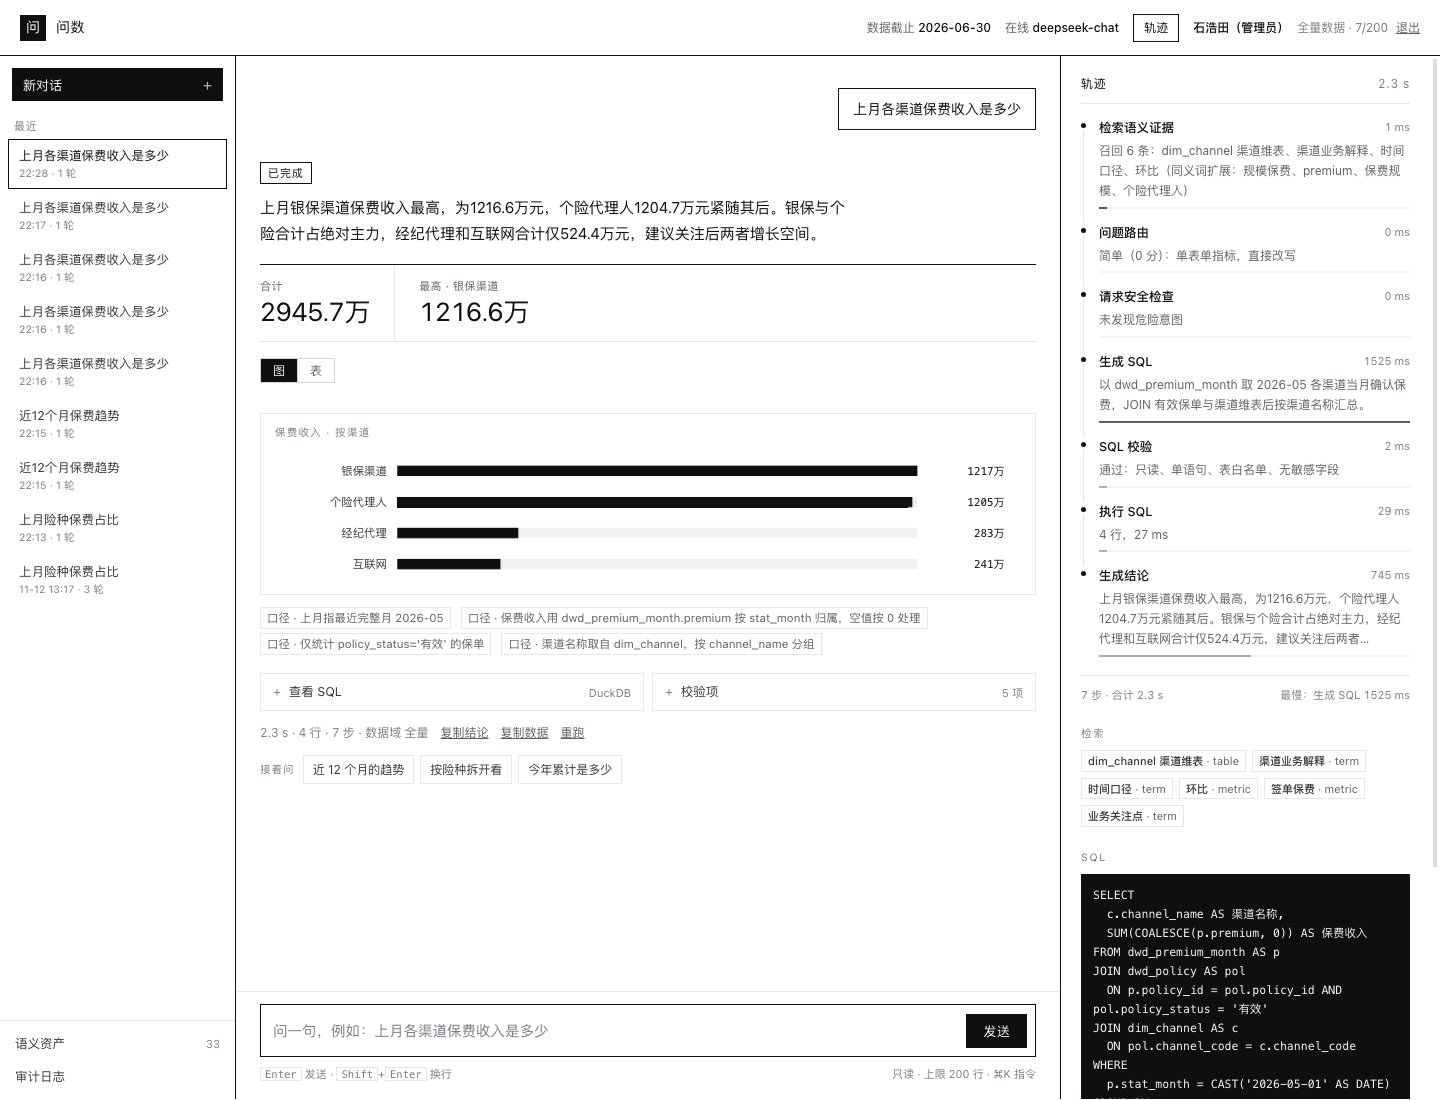 问 问数
数据截止 2026-06-30 在线 deepseek-chat 轨迹 石浩田（管理员） 全量数据 · 7/200 退出
新对话 +
最近
上月各渠道保费收入是多少
22:28 · 1 轮
上月各渠道保费收入是多少
22:17 · 1 轮
上月各渠道保费收入是多少
22:16 · 1 轮
上月各渠道保费收入是多少
22:16 · 1 轮
上月各渠道保费收入是多少
22:16 · 1 轮
近12个月保费趋势
22:15 · 1 轮
近12个月保费趋势
22:15 · 1 轮
上月险种保费占比
22:13 · 1 轮
上月险种保费占比
11-12 13:17 · 3 轮
语义资产 33
审计日志
上月各渠道保费收入是多少
已完成
上月银保渠道保费收入最高，为1216.6万元，个险代理人1204.7万元紧随其后。银保与个
险合计占绝对主力，经纪代理和互联网合计仅524.4万元，建议关注后两者增长空间。
合计
2945.7万
最高 · 银保渠道
1216.6万
图 表
保费收入 · 按渠道
银保渠道 1217万
个险代理人 1205万
经纪代理 283万
互联网 241万
口径 · 上月指最近完整月 2026-05 口径 · 保费收入用 dwd_premium_month.premium 按 stat_month 归属，空值按 0 处理
口径 · 仅统计 policy_status='有效' 的保单 口径 · 渠道名称取自 dim_channel，按 channel_name 分组
+ 查看 SQL DuckDB + 校验项 5 项
2.3 s · 4 行 · 7 步 · 数据域 全量 复制结论 复制数据 重跑
接着问 近 12 个月的趋势 按险种拆开看 今年累计是多少
问一句，例如：上月各渠道保费收入是多少 发送
Enter 发送 · Shift+Enter 换行 只读 · 上限 200 行 · ⌘K 指令
轨迹 2.3 s
检索语义证据 1 ms
召回 6 条：dim_channel 渠道维表、渠道业务解释、时间
口径、环比（同义词扩展：规模保费、premium、保费规
模、个险代理人）
问题路由 0 ms
简单（0 分）：单表单指标，直接改写
请求安全检查 0 ms
未发现危险意图
生成 SQL 1525 ms
以 dwd_premium_month 取 2026-05 各渠道当月确认保
费，JOIN 有效保单与渠道维表后按渠道名称汇总。
SQL 校验 2 ms
通过：只读、单语句、表白名单、无敏感字段
执行 SQL 29 ms
4 行，27 ms
生成结论 745 ms
上月银保渠道保费收入最高，为1216.6万元，个险代理人
1204.7万元紧随其后。银保与个险合计占绝对主力，经纪
代理和互联网合计仅524.4万元，建议关注后两者...
7 步 · 合计 2.3 s 最慢：生成 SQL 1525 ms
检索
dim_channel 渠道维表 · table 渠道业务解释 · term
时间口径 · term 环比 · metric 签单保费 · metric
业务关注点 · term
SQL
SELECT
c.channel_name AS 渠道名称,
SUM(COALESCE(p.premium, 0)) AS 保费收入
FROM dwd_premium_month AS p
JOIN dwd_policy AS pol
ON p.policy_id = pol.policy_id AND
pol.policy_status = '有效'
JOIN dim_channel AS c
ON pol.channel_code = c.channel_code
WHERE
p.stat_month = CAST('2026-05-01' AS DATE)